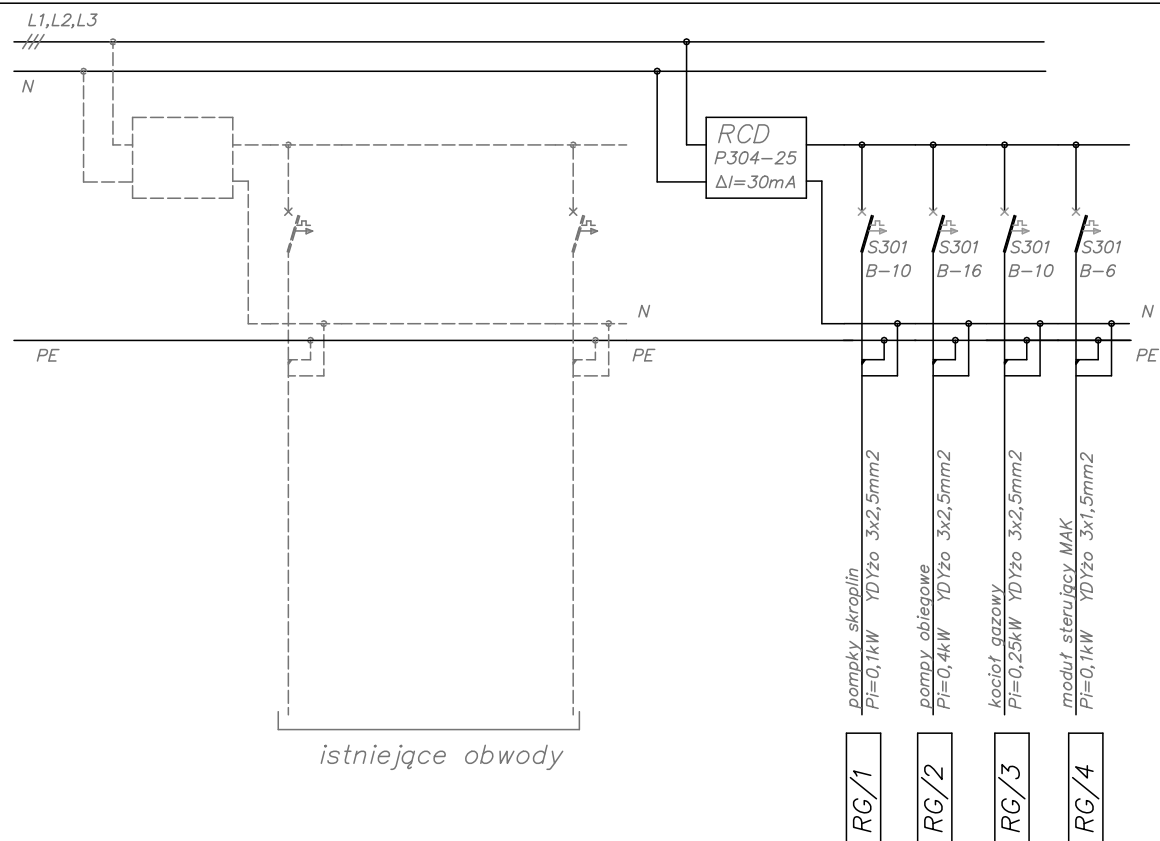 L1,L2,L3
N
RCD
P304-25
ΔI=30mA
S301
B-10
S301
B-16
S301
B-10
S301
B-6
N
PE
PE
N
PE
pompky skroplin
Pi=0,1kW YDYżo 3x2,5mm2
pompy obiegowe
Pi=0,4kW YDYżo 3x2,5mm2
kocioł gazowy
Pi=0,25kW YDYżo 3x2,5mm2
moduł sterujący MAK
Pi=0,1kW YDYżo 3x1,5mm2
istniejące obwody
RG/1
RG/2
RG/3
RG/4